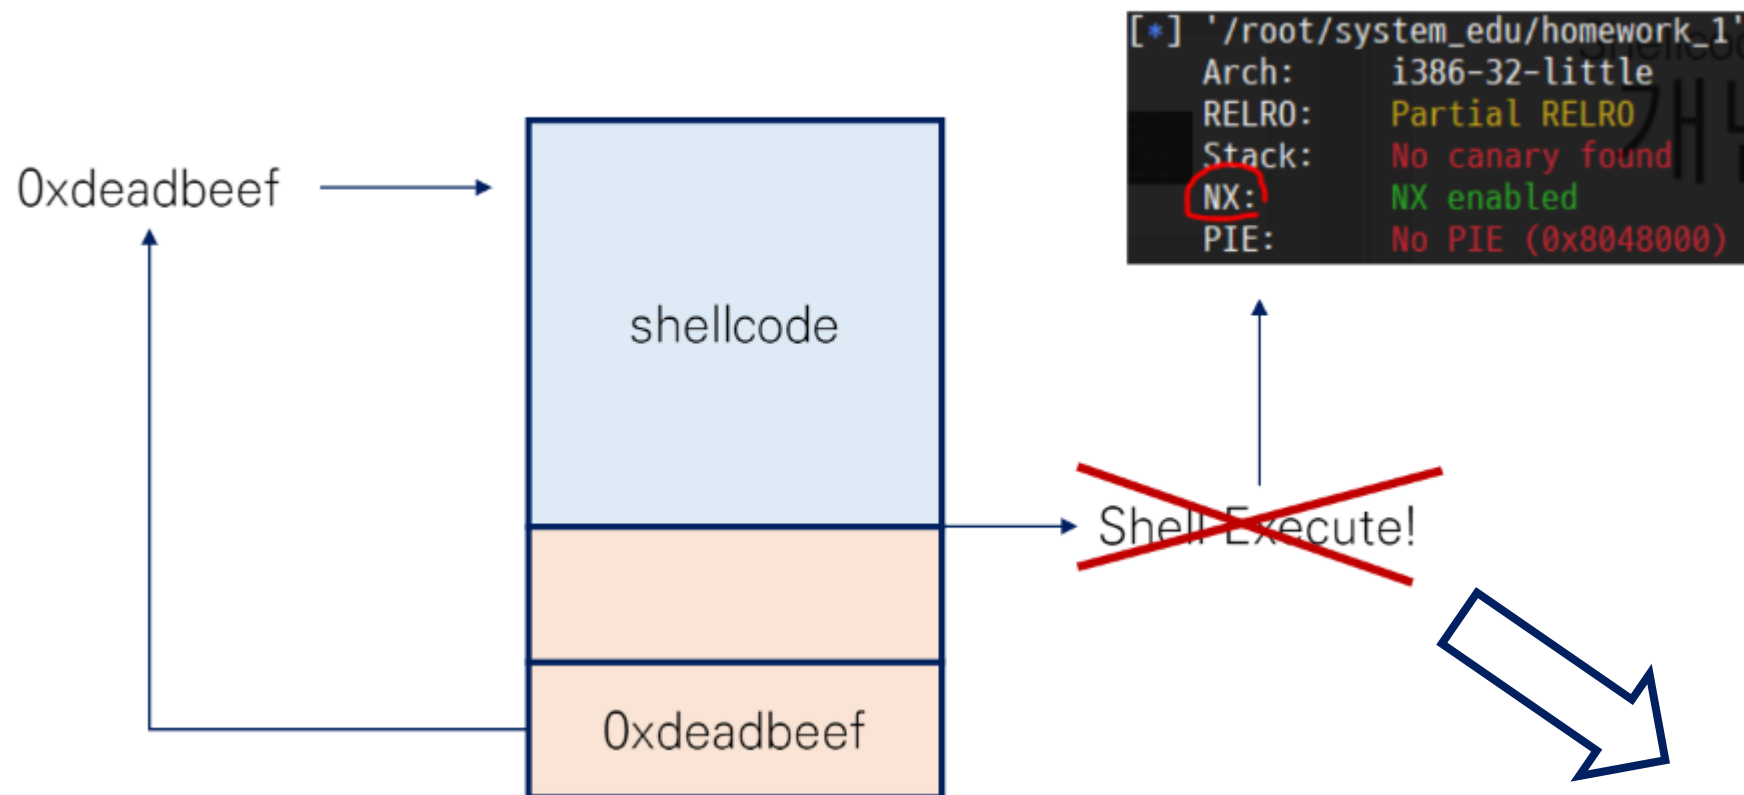 [*] '/root/system_edu/homework_1'
Arch: i386-32-little
RELRO: Partial RELRO
Stack: No canary found
NX: NX enabled
PIE: No PIE (0x8048000)
0xdeadbeef
shellcode
Shell Execute!
0xdeadbeef